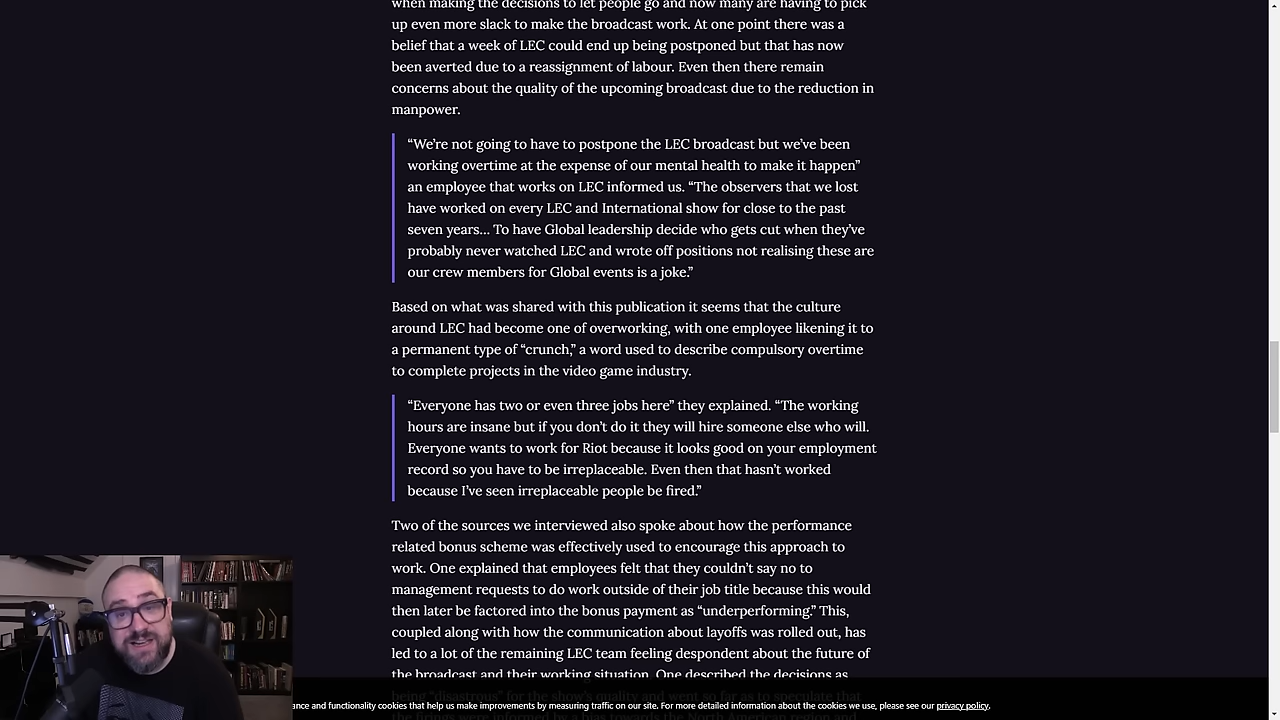 when making the decisions to let people go and now many are having to pick
up even more slack to make the broadcast work. At one point there was a
belief that a week of LEC could end up being postponed but that has now
been averted due to a reassignment of labour. Even then there remain
concerns about the quality of the upcoming broadcast due to the reduction in
manpower.
“We’re not going to have to postpone the LEC broadcast but we’ve been
working overtime at the expense of our mental health to make it happen”
an employee that works on LEC informed us. “The observers that we lost
have worked on every LEC and International show for close to the past
seven years… To have Global leadership decide who gets cut when they’ve
probably never watched LEC and wrote off positions not realising these are
our crew members for Global events is a joke.”
Based on what was shared with this publication it seems that the culture
around LEC had become one of overworking, with one employee likening it to
a permanent type of “crunch,” a word used to describe compulsory overtime
to complete projects in the video game industry.
“Everyone has two or even three jobs here” they explained. “The working
hours are insane but if you don’t do it they will hire someone else who will.
Everyone wants to work for Riot because it looks good on your employment
record so you have to be irreplaceable. Even then that hasn’t worked
because I’ve seen irreplaceable people be fired.”
Two of the sources we interviewed also spoke about how the performance
related bonus scheme was effectively used to encourage this approach to
work. One explained that employees felt that they couldn’t say no to
management requests to do work outside of their job title because this would
then later be factored into the bonus payment as “underperforming.” This,
coupled along with how the communication about layoffs was rolled out, has
led to a lot of the remaining LEC team feeling despondent about the future of
the broadcast and their working situation. One described the decisions as
being “disastrous” for the show’s quality and went so far as to speculate that
ance and functionality cookies that help us make improvements by measuring traffic on our site. For more detailed information about the cookies we use, please see our privacy policy.